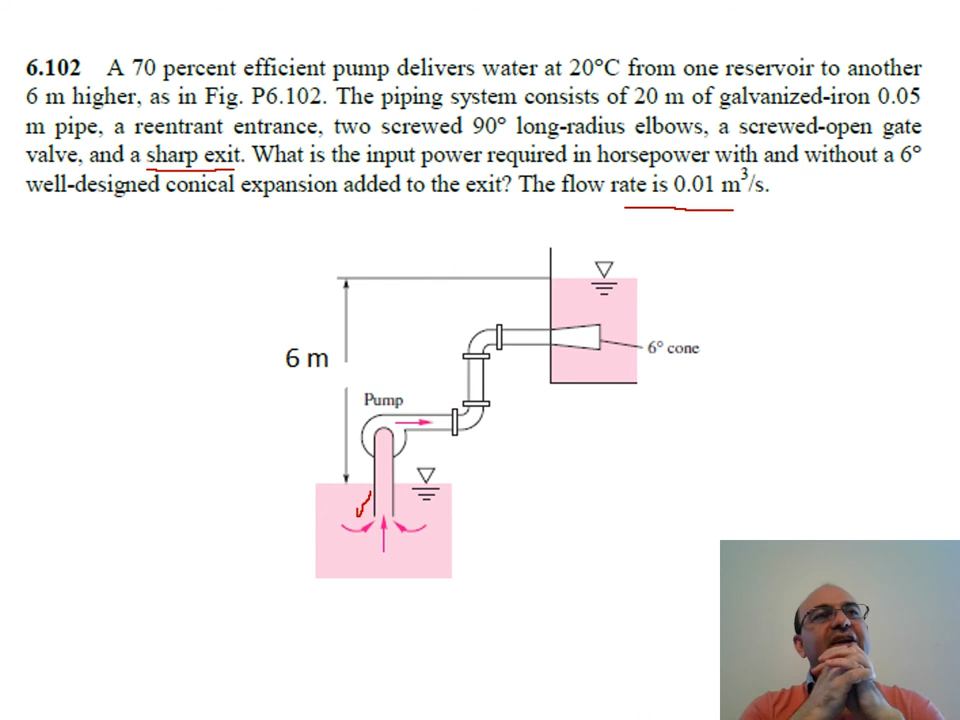 6.102 A 70 percent efficient pump delivers water at 20°C from one reservoir to another
6 m higher, as in Fig. P6.102. The piping system consists of 20 m of galvanized-iron 0.05
m pipe, a reentrant entrance, two screwed 90° long-radius elbows, a screwed-open gate
valve, and a sharp exit. What is the input power required in horsepower with and without a 6°
well-designed conical expansion added to the exit? The flow rate is 0.01 m³/s.
6 m
6° cone
Pump